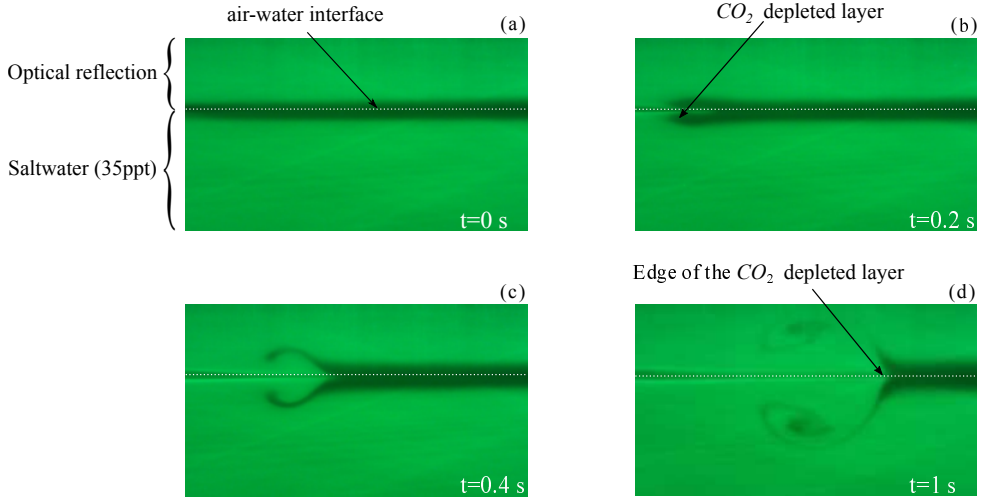 air-water interface
(a)
Optical reflection
Saltwater (35ppt)
t=0 s
CO2 depleted layer
(b)
t=0.2 s
(c)
t=0.4 s
Edge of the CO2 depleted layer
(d)
t=1 s